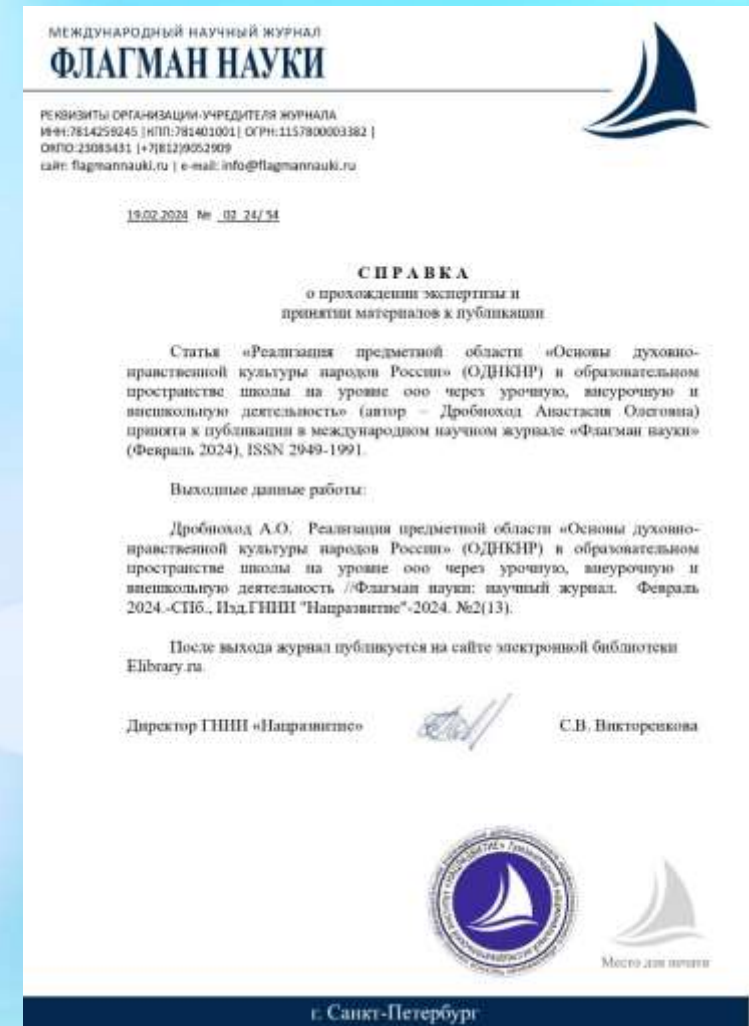 МЕЖДУНАРОДНЫЙ НАУЧНЫЙ ЖУРНАЛ
ФЛАГМАН НАУКИ
РЕКВИЗИТЫ ОРГАНИЗАЦИИ-УЧРЕДИТЕЛЯ ЖУРНАЛА
ИНН:7814259245 |КПП:781401001| ОГРН:1157800003382 |
ОКПО:23083431 |+7(812)9052909
сайт: flagmannauki.ru | e-mail: info@flagmannauki.ru
19.02.2024 № 02 24/ 54
СПРАВКА
о прохождении экспертизы и
принятии материалов к публикации
Статья «Реализация предметной области «Основы духовно-
нравственной культуры народов России» (ОДНКНР) в образовательном
пространстве школы на уровне ооо через урочную, внеурочную и
внешкольную деятельность» (автор – Дробноход Анастасия Олеговна)
принята к публикации в международном научном журнале «Флагман науки»
(Февраль 2024), ISSN 2949-1991.
Выходные данные работы:
Дробноход А.О. Реализация предметной области «Основы духовно-
нравственной культуры народов России» (ОДНКНР) в образовательном
пространстве школы на уровне ооо через урочную, внеурочную и
внешкольную деятельность //Флагман науки: научный журнал. Февраль
2024.-СПб., Изд.ГНИИ "Нацразвитие"-2024. №2(13).
После выхода журнал публикуется на сайте электронной библиотеки
Elibrary.ru.
Директор ГНИИ «Нацразвитие» С.В. Викторенкова
Место для печати
г. Санкт-Петербург